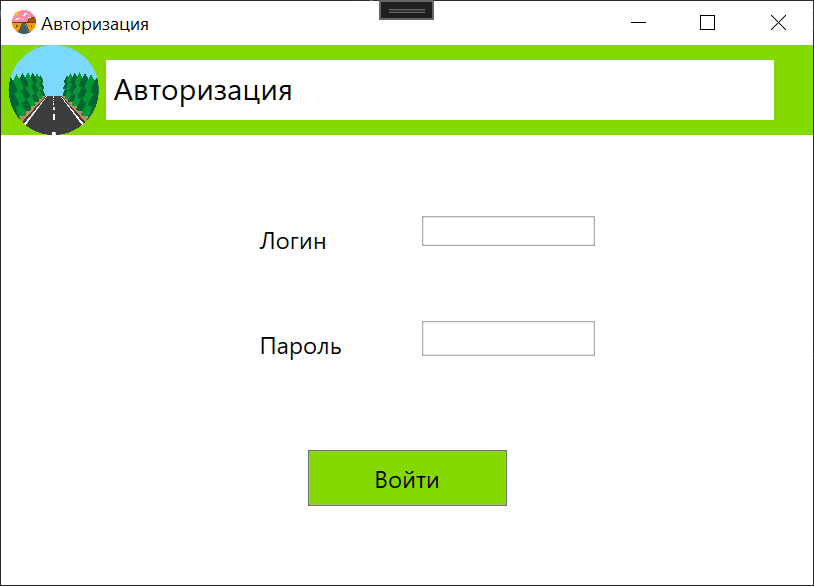 Авторизация
Авторизация
Логин
Пароль
Войти